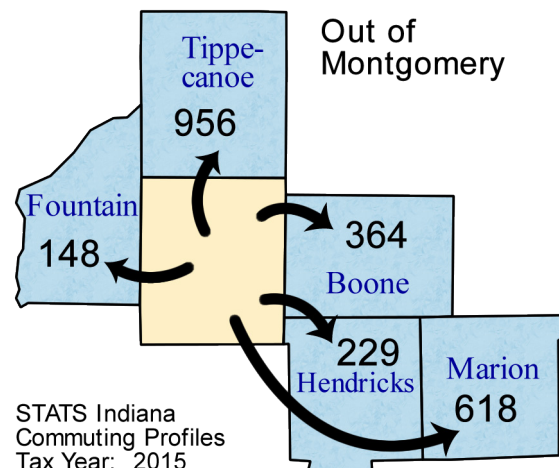 Out of
Montgomery
Tippe-
canoe
956
Fountain
148
364
Boone
229
Hendricks
Marion
618
STATS Indiana
Commuting Profiles
Tax Year: 2015